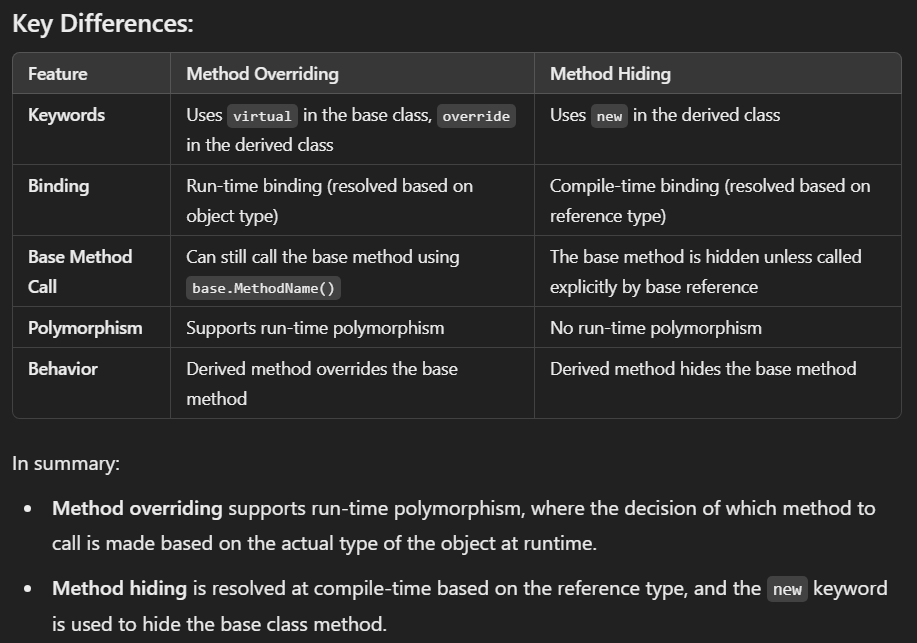 Key Differences:
Feature Method Overriding Method Hiding
Keywords Uses virtual in the base class, override Uses new in the derived class
in the derived class
Binding Run-time binding (resolved based on Compile-time binding (resolved based on
object type) reference type)
Base Method Can still call the base method using The base method is hidden unless called
Call base.MethodName() explicitly by base reference
Polymorphism Supports run-time polymorphism No run-time polymorphism
Behavior Derived method overrides the base Derived method hides the base method
method
In summary:
• Method overriding supports run-time polymorphism, where the decision of which method to
call is made based on the actual type of the object at runtime.
• Method hiding is resolved at compile-time based on the reference type, and the new keyword
is used to hide the base class method.